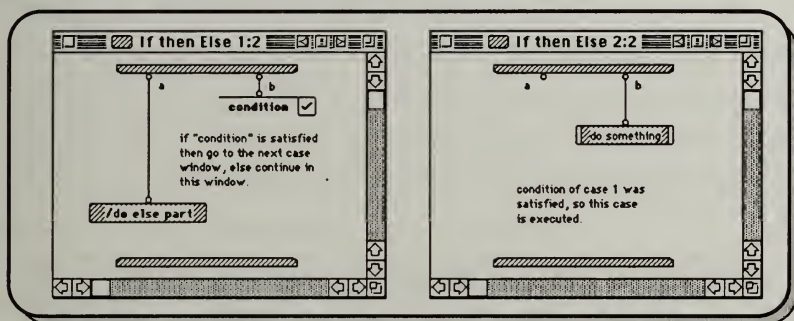 If then Else 1:2
a
b
condition
if "condition" is satisfied
then go to the next case
window, else continue in
this window.
/do else part
If then Else 2:2
a
b
do something
condition of case 1 was
satisfied, so this case
is executed.